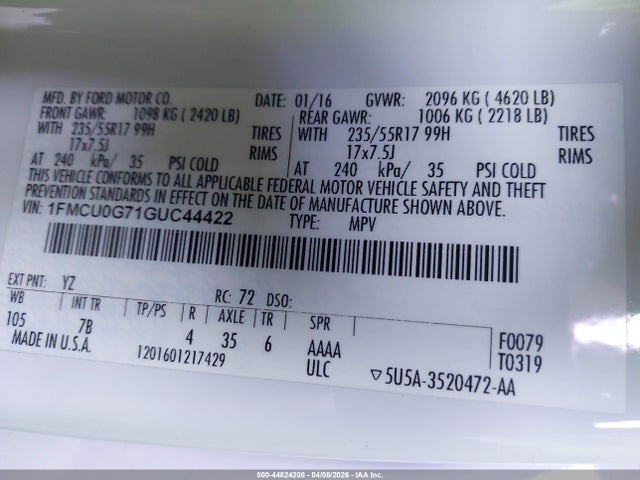 MFD. BY FORD MOTOR CO. DATE: 01/16 GVWR: 2096 KG ( 4620 LB)
FRONT GAWR: 1098 KG ( 2420 LB) REAR GAWR: 1006 KG ( 2218 LB)
WITH 235/55R17 99H TIRES WITH 235/55R17 99H TIRES
17x7.5J RIMS 17x7.5J RIMS
AT 240 kPa/ 35 PSI COLD AT 240 kPa/ 35 PSI COLD
THIS VEHICLE CONFORMS TO ALL APPLICABLE FEDERAL MOTOR VEHICLE SAFETY AND THEFT
PREVENTION STANDARDS IN EFFECT ON THE DATE OF MANUFACTURE SHOWN ABOVE.
VIN: 1FMCU0G71GUC44422 TYPE: MPV
EXT PNT: YZ RC: 72 DSO:
WB INT TR TP/PS R AXLE TR SPR
105 7B 4 35 6 AAAA F0079
MADE IN U.S.A. 1201601217429 ULC T0319
▽5U5A-3520472-AA
000-44824208 - 04/08/2026 - IAA Inc.